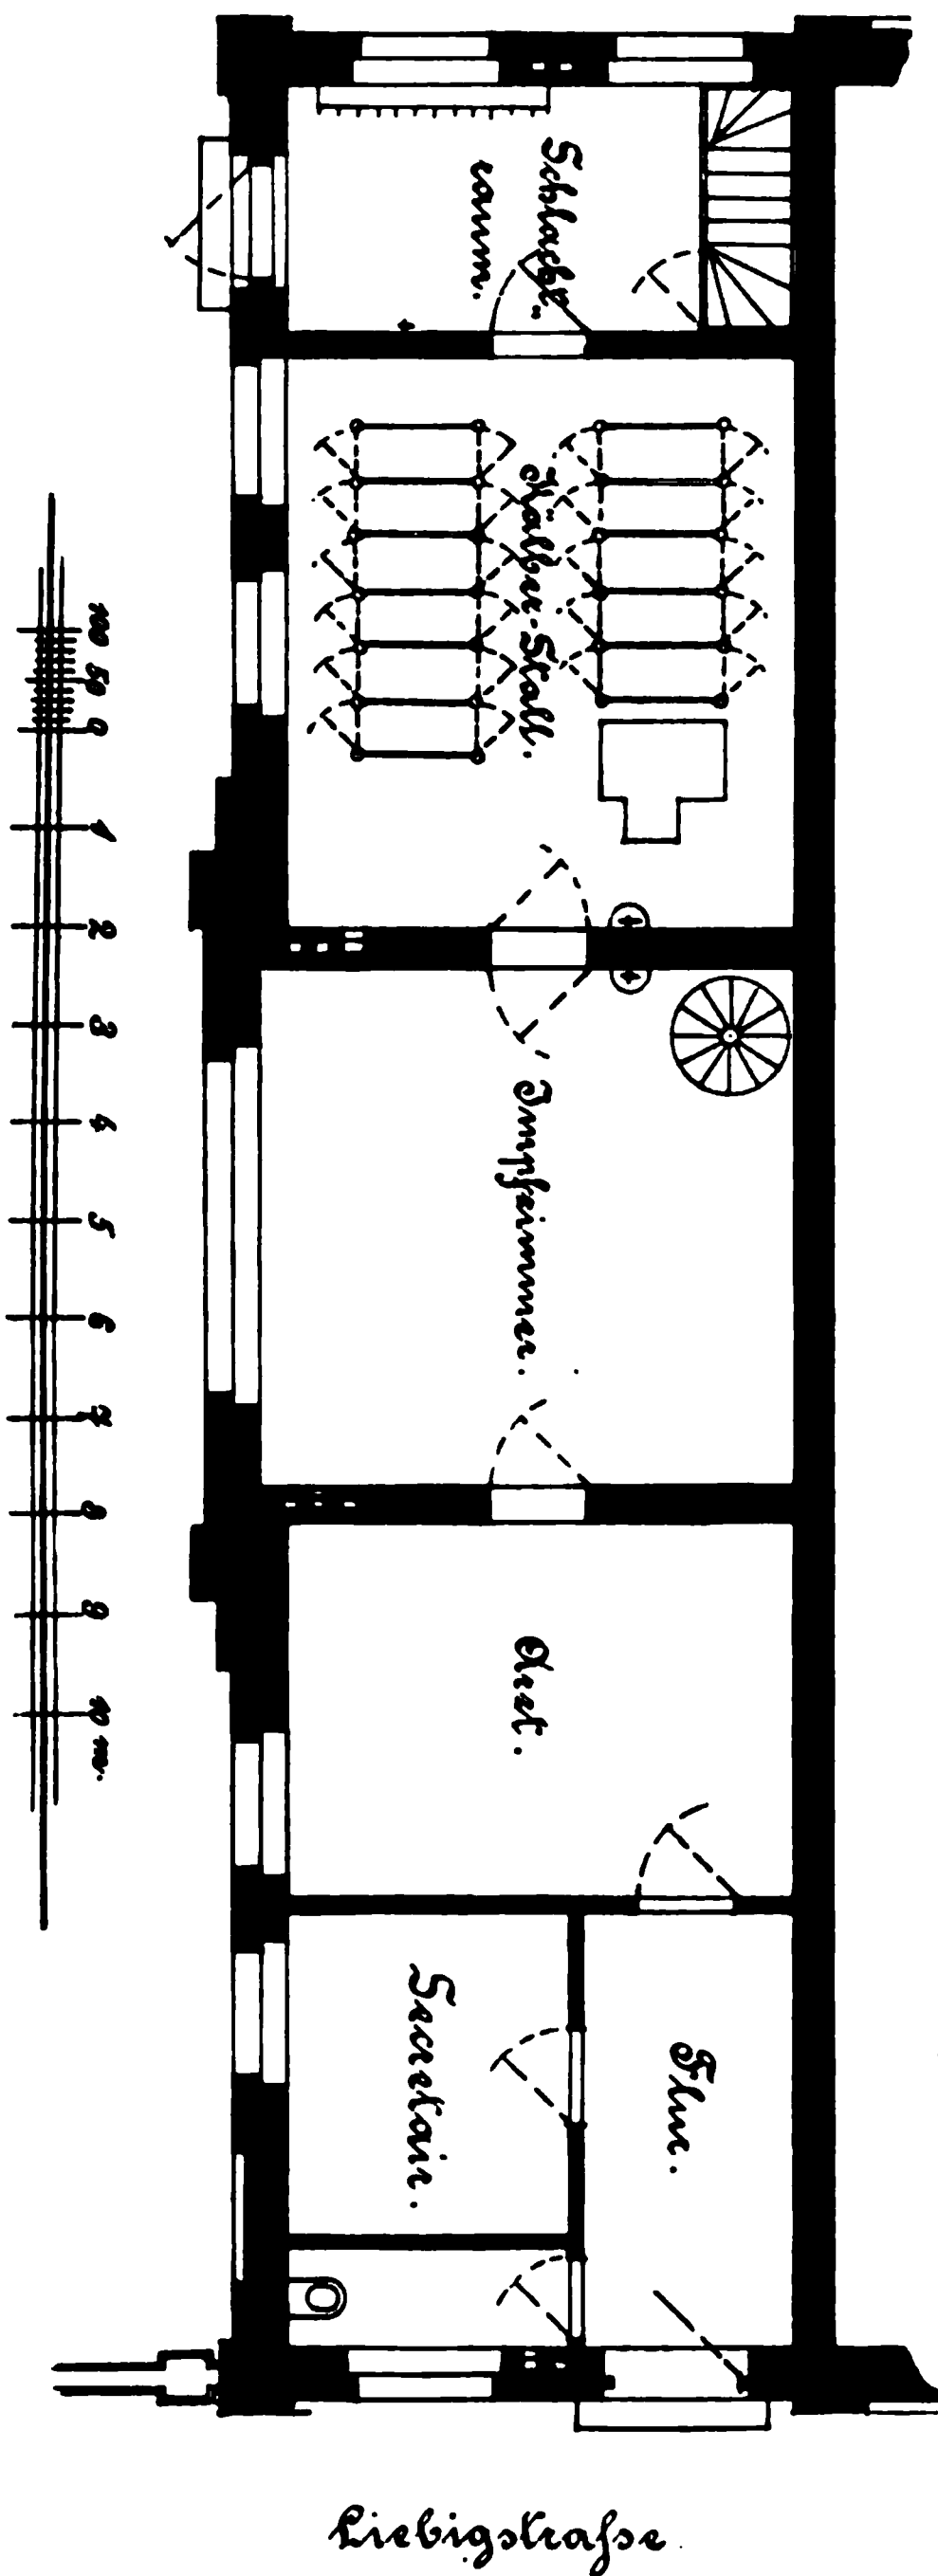 Schlacht-
raum.
Kälber-Stall.
Impfzimmer.
Arzt.
Secretair.
Flur.
100 50 0 1 2 3 4 5 6 7 8 9 10 m.
Liebigstraſse